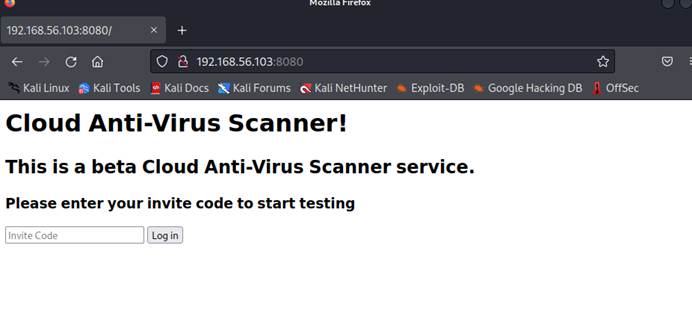 Mozilla Firefox
192.168.56.103:8080/
192.168.56.103:8080
Kali Linux Kali Tools Kali Docs Kali Forums Kali NetHunter Exploit-DB Google Hacking DB OffSec
Cloud Anti-Virus Scanner!
This is a beta Cloud Anti-Virus Scanner service.
Please enter your invite code to start testing
Invite Code Log in